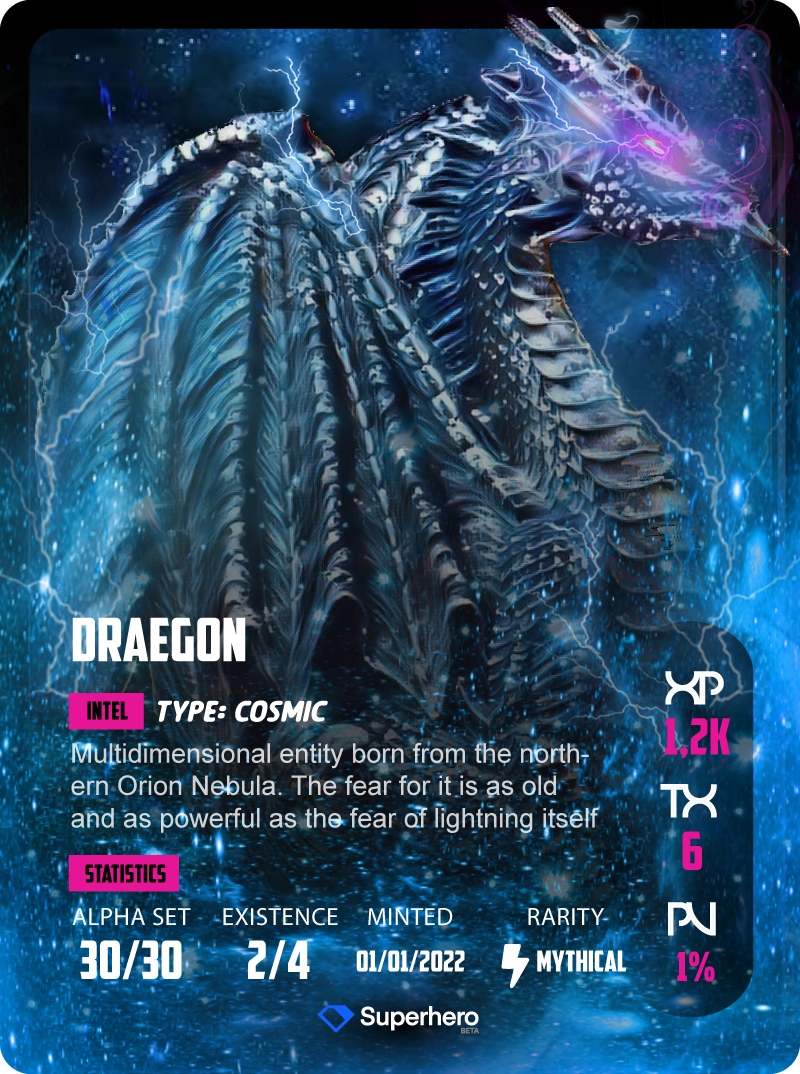 DRAEGON
INTEL TYPE: COSMIC
Multidimensional entity born from the north-
ern Orion Nebula. The fear for it is as old
and as powerful as the fear of lightning itself
STATISTICS
ALPHA SET EXISTENCE MINTED RARITY
30/30 2/4 01/01/2022 MYTHICAL
XP
1,2K
TX
6
PV
1%
Superhero
BETA